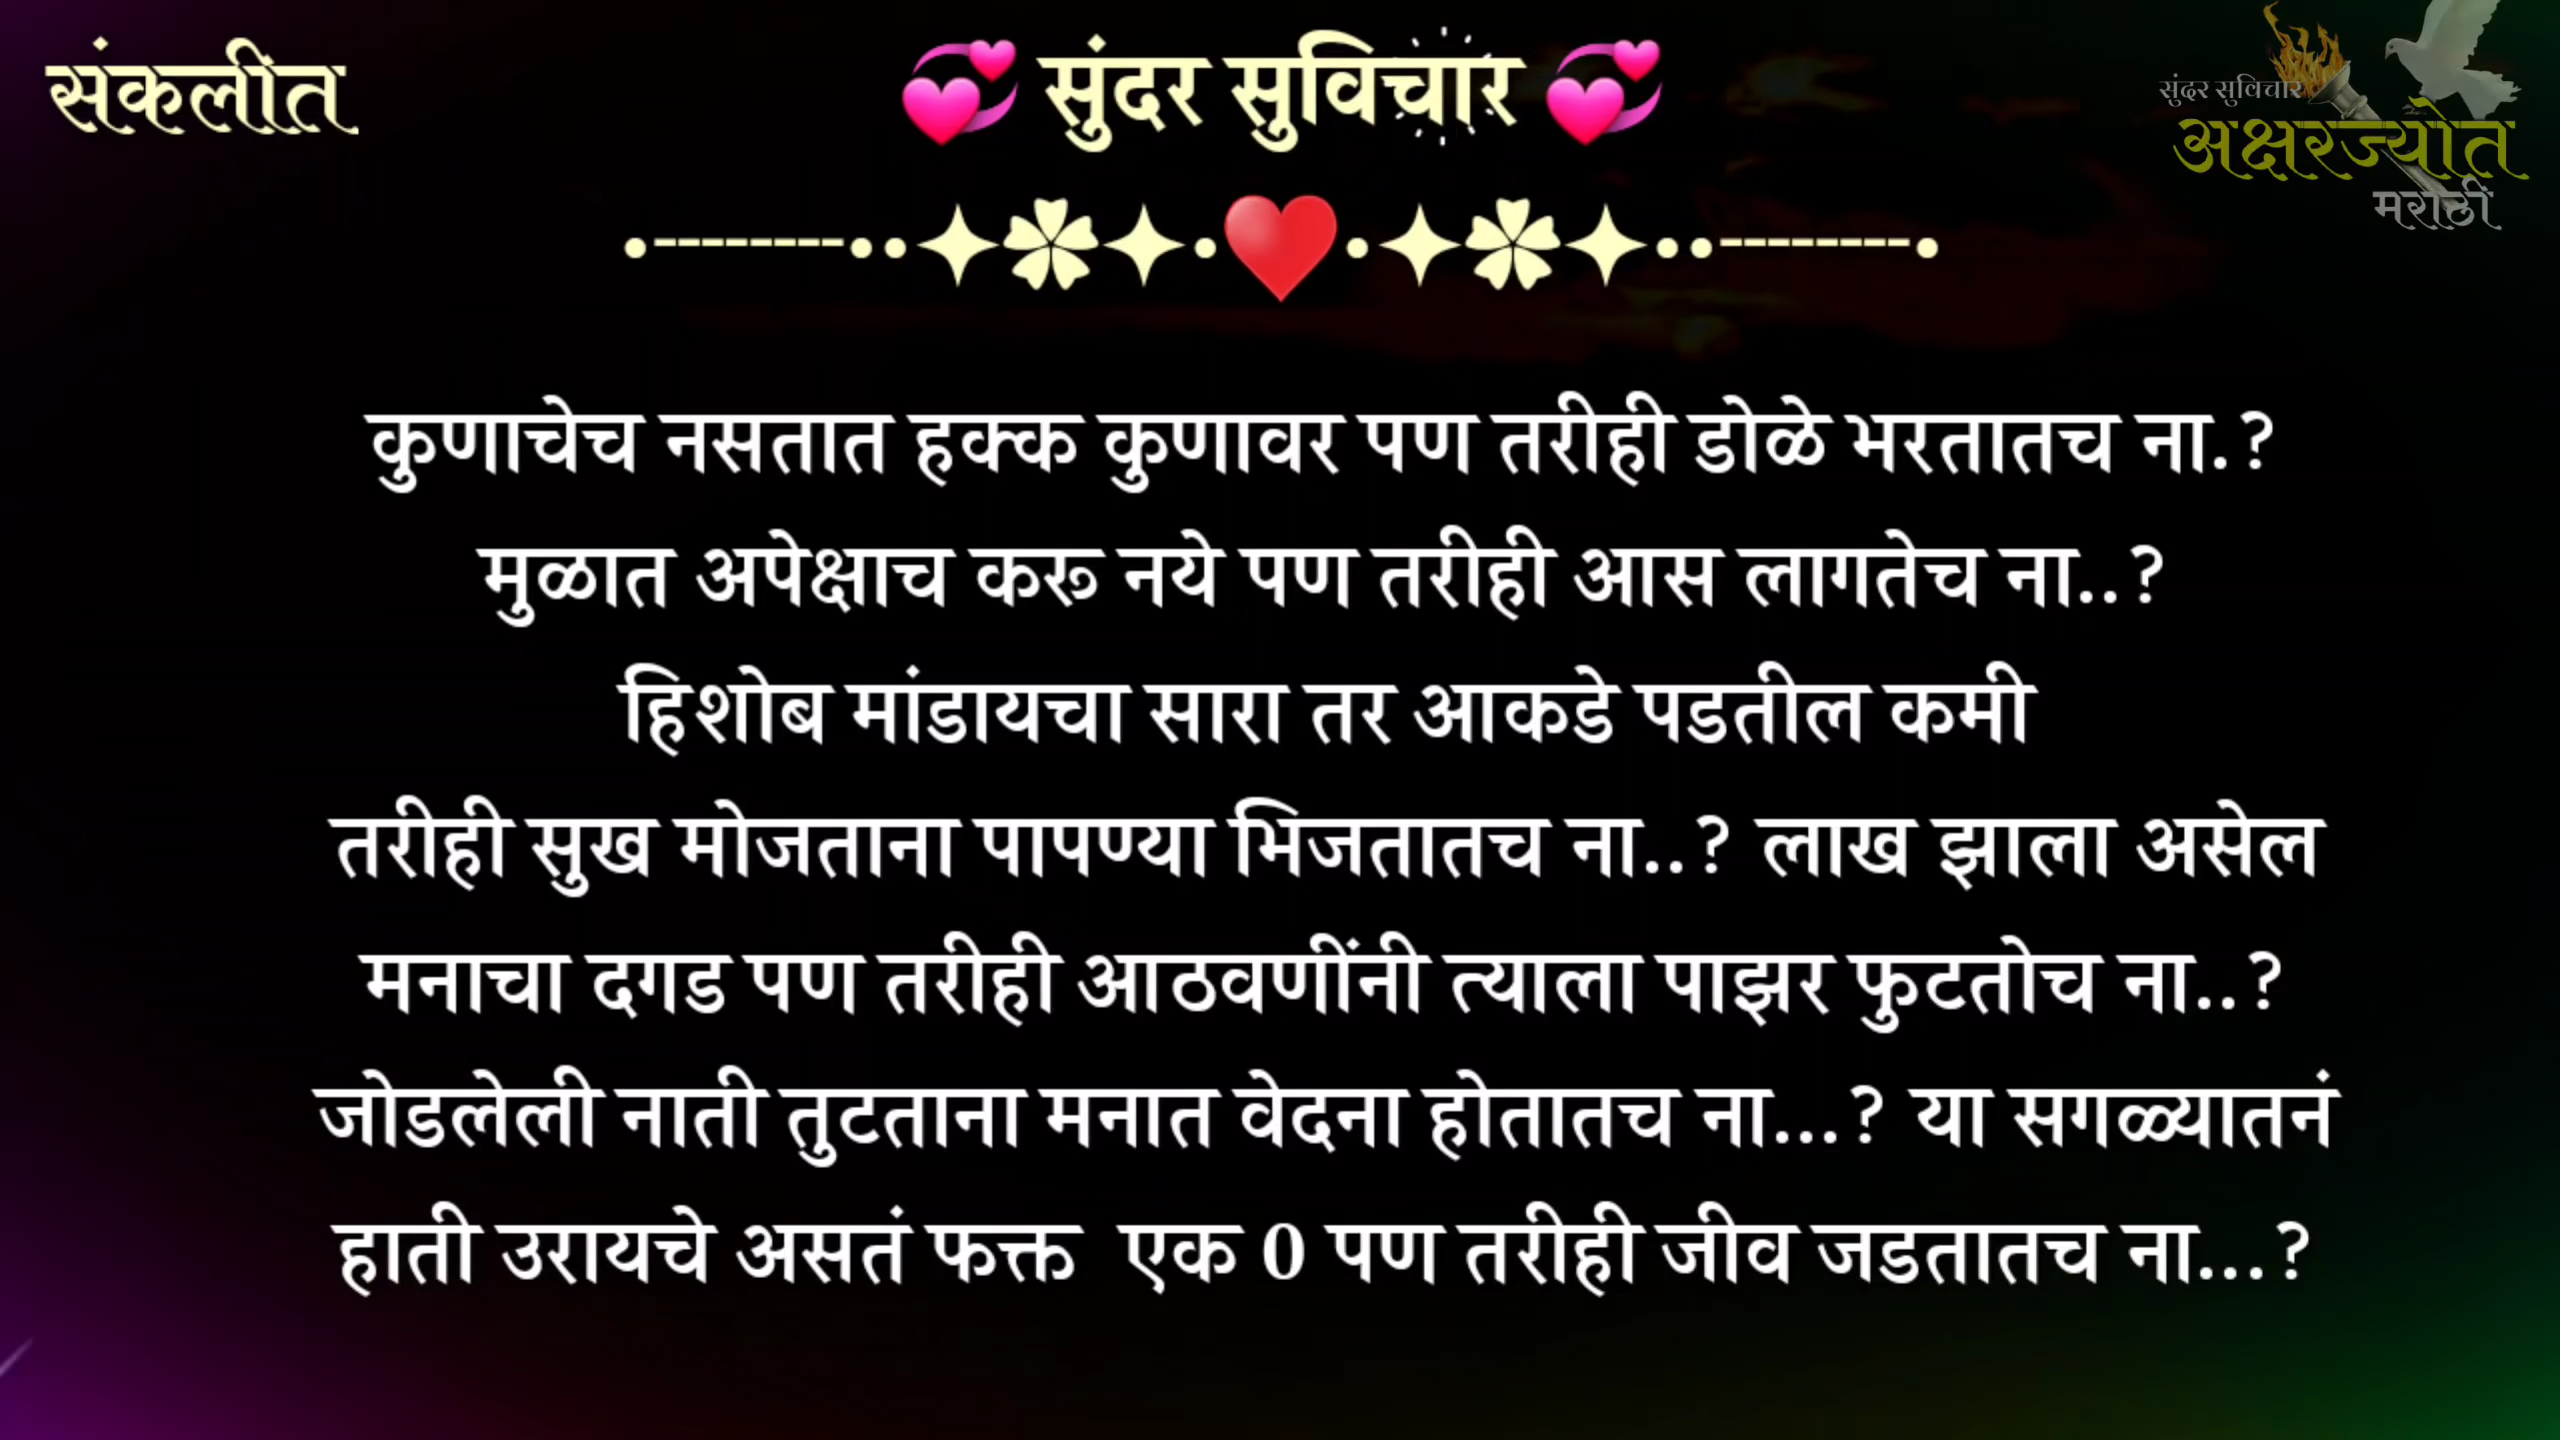 संकलीत
💞 सुंदर सुविचार 💞
सुंदर सुविचार
अक्षरज्योत
मराठी
कुणाचेच नसतात हक्क कुणावर पण तरीही डोळे भरतातच ना.?
मुळात अपेक्षाच करू नये पण तरीही आस लागतेच ना..?
हिशोब मांडायचा सारा तर आकडे पडतील कमी
तरीही सुख मोजताना पापण्या भिजतातच ना..? लाख झाला असेल
मनाचा दगड पण तरीही आठवणींनी त्याला पाझर फुटतोच ना..?
जोडलेली नाती तुटताना मनात वेदना होतातच ना...? या सगळ्यातनं
हाती उरायचे असतं फक्त एक 0 पण तरीही जीव जडतातच ना...?